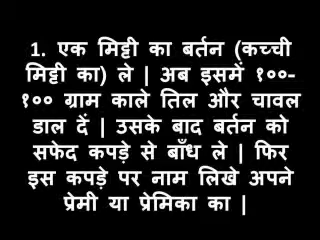 1. एक मिट्टी का बर्तन (कच्ची
मिट्टी का) ले | अब इसमें १००-
१०० ग्राम काले तिल और चावल
डाल दें | उसके बाद बर्तन को
सफेद कपड़े से बाँध ले | फिर
इस कपड़े पर नाम लिखे अपने
प्रेमी या प्रेमिका का |